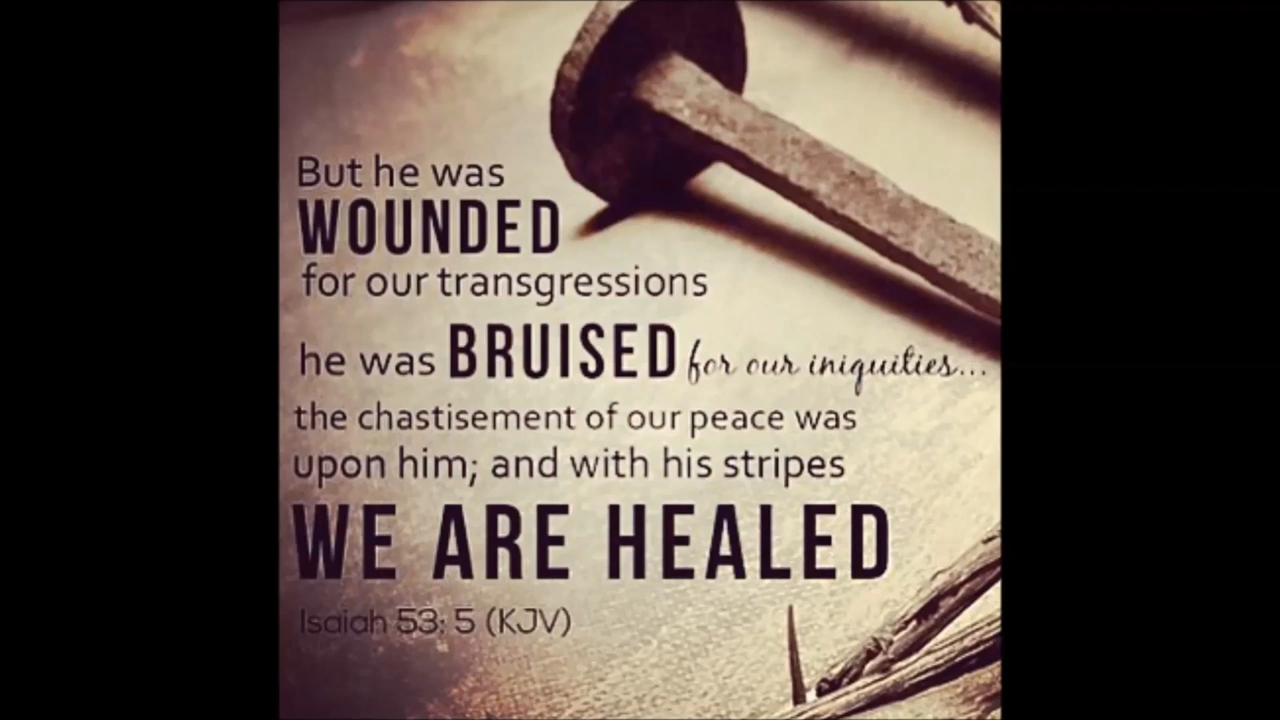 But he was
WOUNDED
for our transgressions
he was BRUISED for our iniquities...
the chastisement of our peace was
upon him; and with his stripes
WE ARE HEALED
Isaiah 53: 5 (KJV)